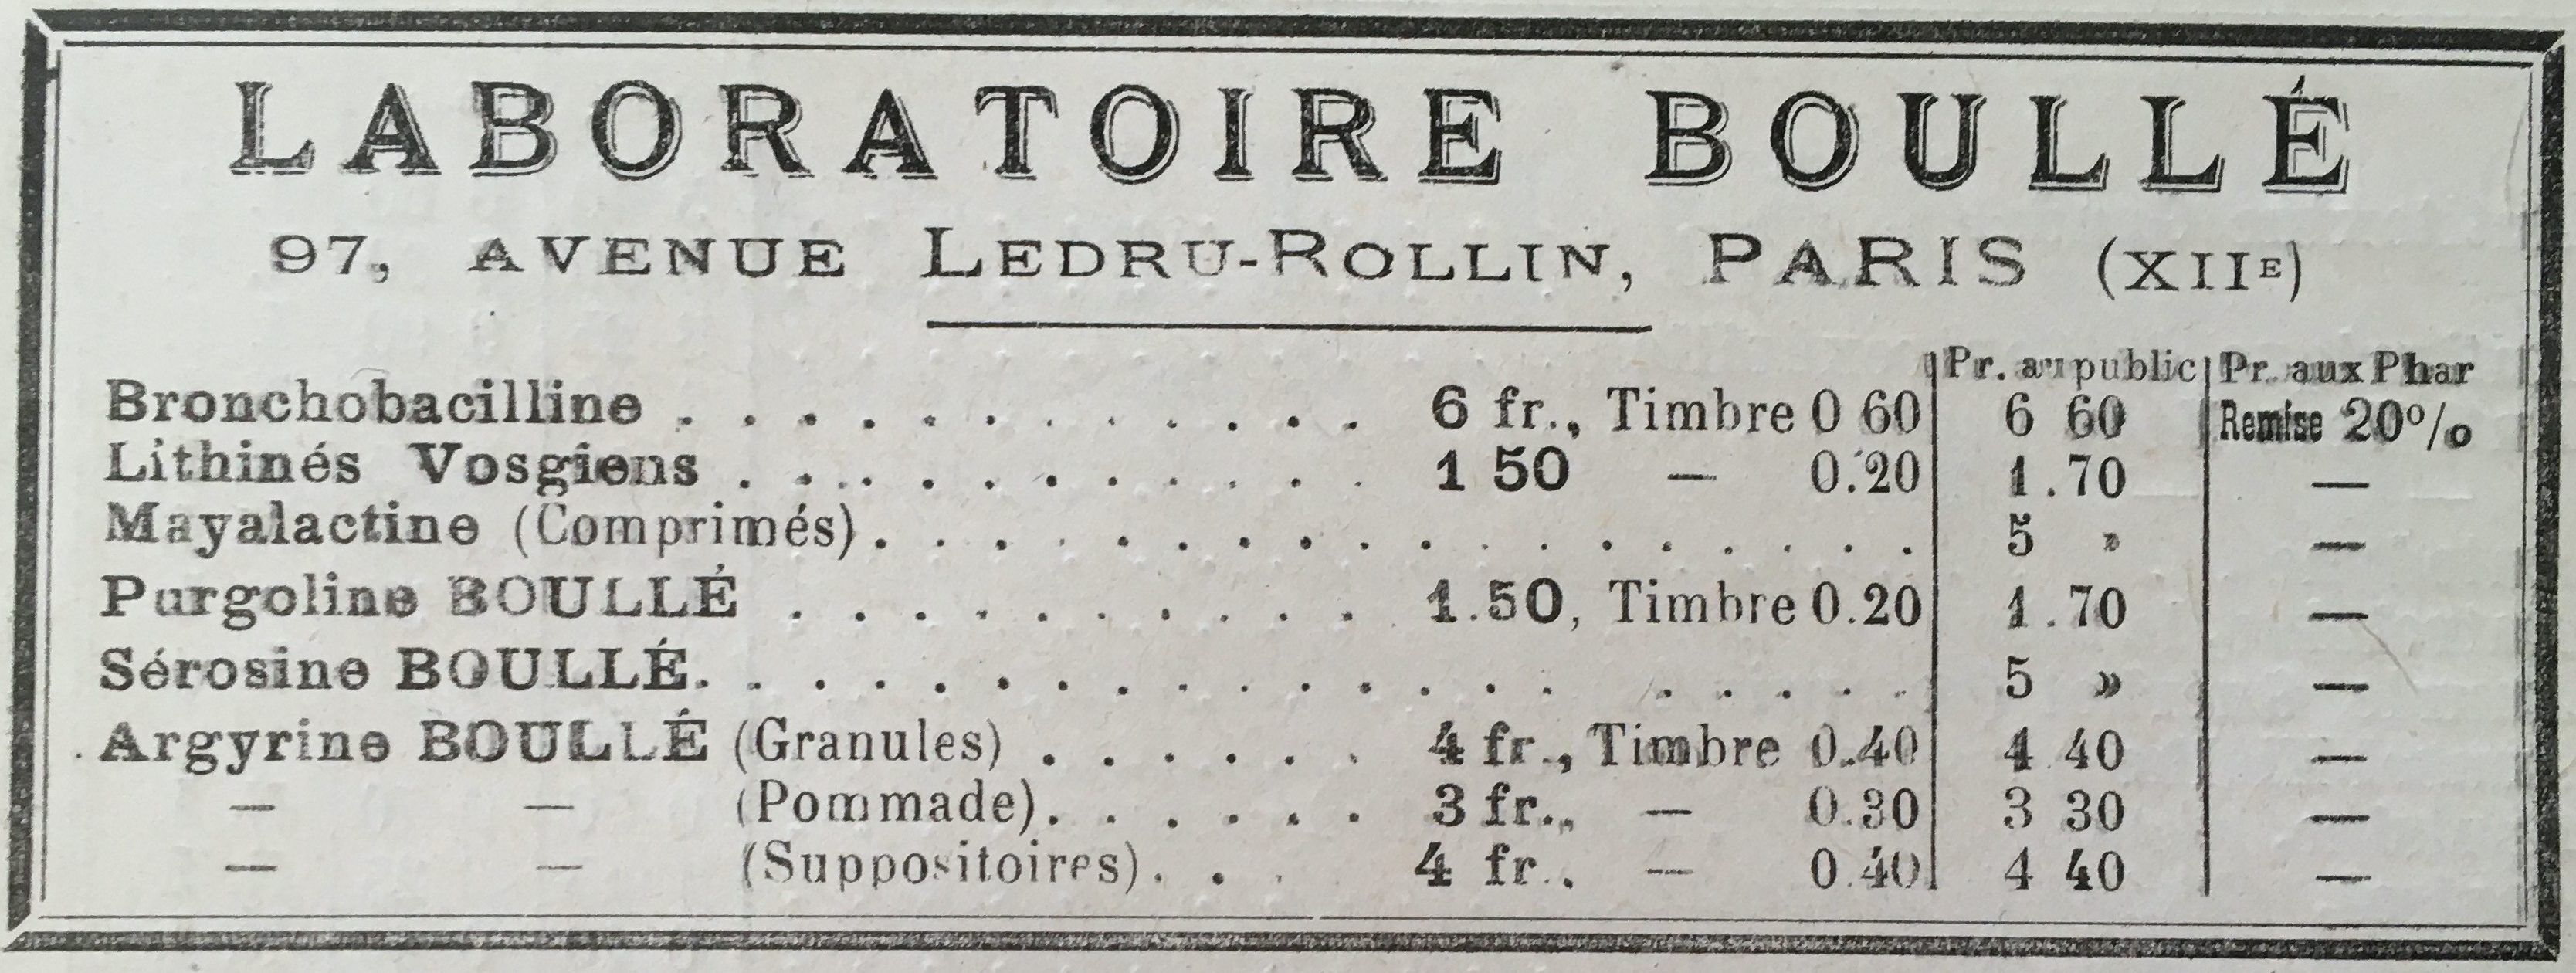 LABORATOIRE BOULLÉ
97, AVENUE LEDRU-ROLLIN, PARIS (XIIE)
Pr. au public Pr. aux Phar
Bronchobacilline . . . . . . . . . . . . 6 fr., Timbre 0 60 6 60 Remise 20%
Lithinés Vosgiens . . . . . . . . . . . 1 50 — 0.20 1.70 —
Mayalactine (Comprimés). . . . . . . . . . . . . . . . . . 5 » —
Purgoline BOULLÉ . . . . . . . . . . 1.50, Timbre 0.20 1.70 —
Sérosine BOULLÉ. . . . . . . . . . . . . . . . . . . . 5 » —
Argyrine BOULLÉ (Granules) . . . . . . 4 fr., Timbre 0.40 4 40 —
— — (Pommade). . . . . . 3 fr., — 0.30 3 30 —
— — (Suppositoires). . . 4 fr.. — 0.40 4 40 —